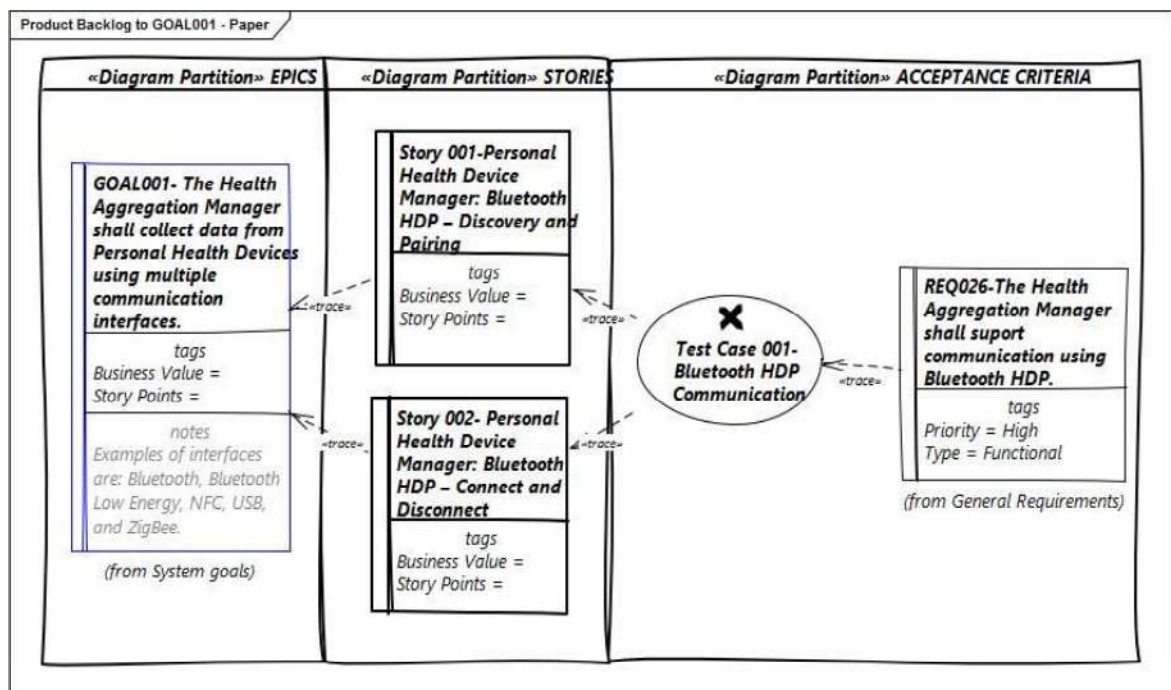 Product Backlog to GOAL001 - Paper
«Diagram Partition» EPICS
«Diagram Partition» STORIES
«Diagram Partition» ACCEPTANCE CRITERIA
GOAL001- The Health
Aggregation Manager
shall collect data from
Personal Health Devices
using multiple
communication
interfaces.
tags
Business Value =
Story Points =
notes
Examples of interfaces
are: Bluetooth, Bluetooth
Low Energy, NFC, USB,
and ZigBee.
(from System goals)
«trace»
«trace»
Story 001-Personal
Health Device
Manager: Bluetooth
HDP – Discovery and
Pairing
tags
Business Value =
Story Points =
Story 002- Personal
Health Device
Manager: Bluetooth
HDP – Connect and
Disconnect
tags
Business Value =
Story Points =
«trace»
«trace»
Test Case 001-
Bluetooth HDP
Communication
«trace»
REQ026-The Health
Aggregation Manager
shall suport
communication using
Bluetooth HDP.
tags
Priority = High
Type = Functional
(from General Requirements)